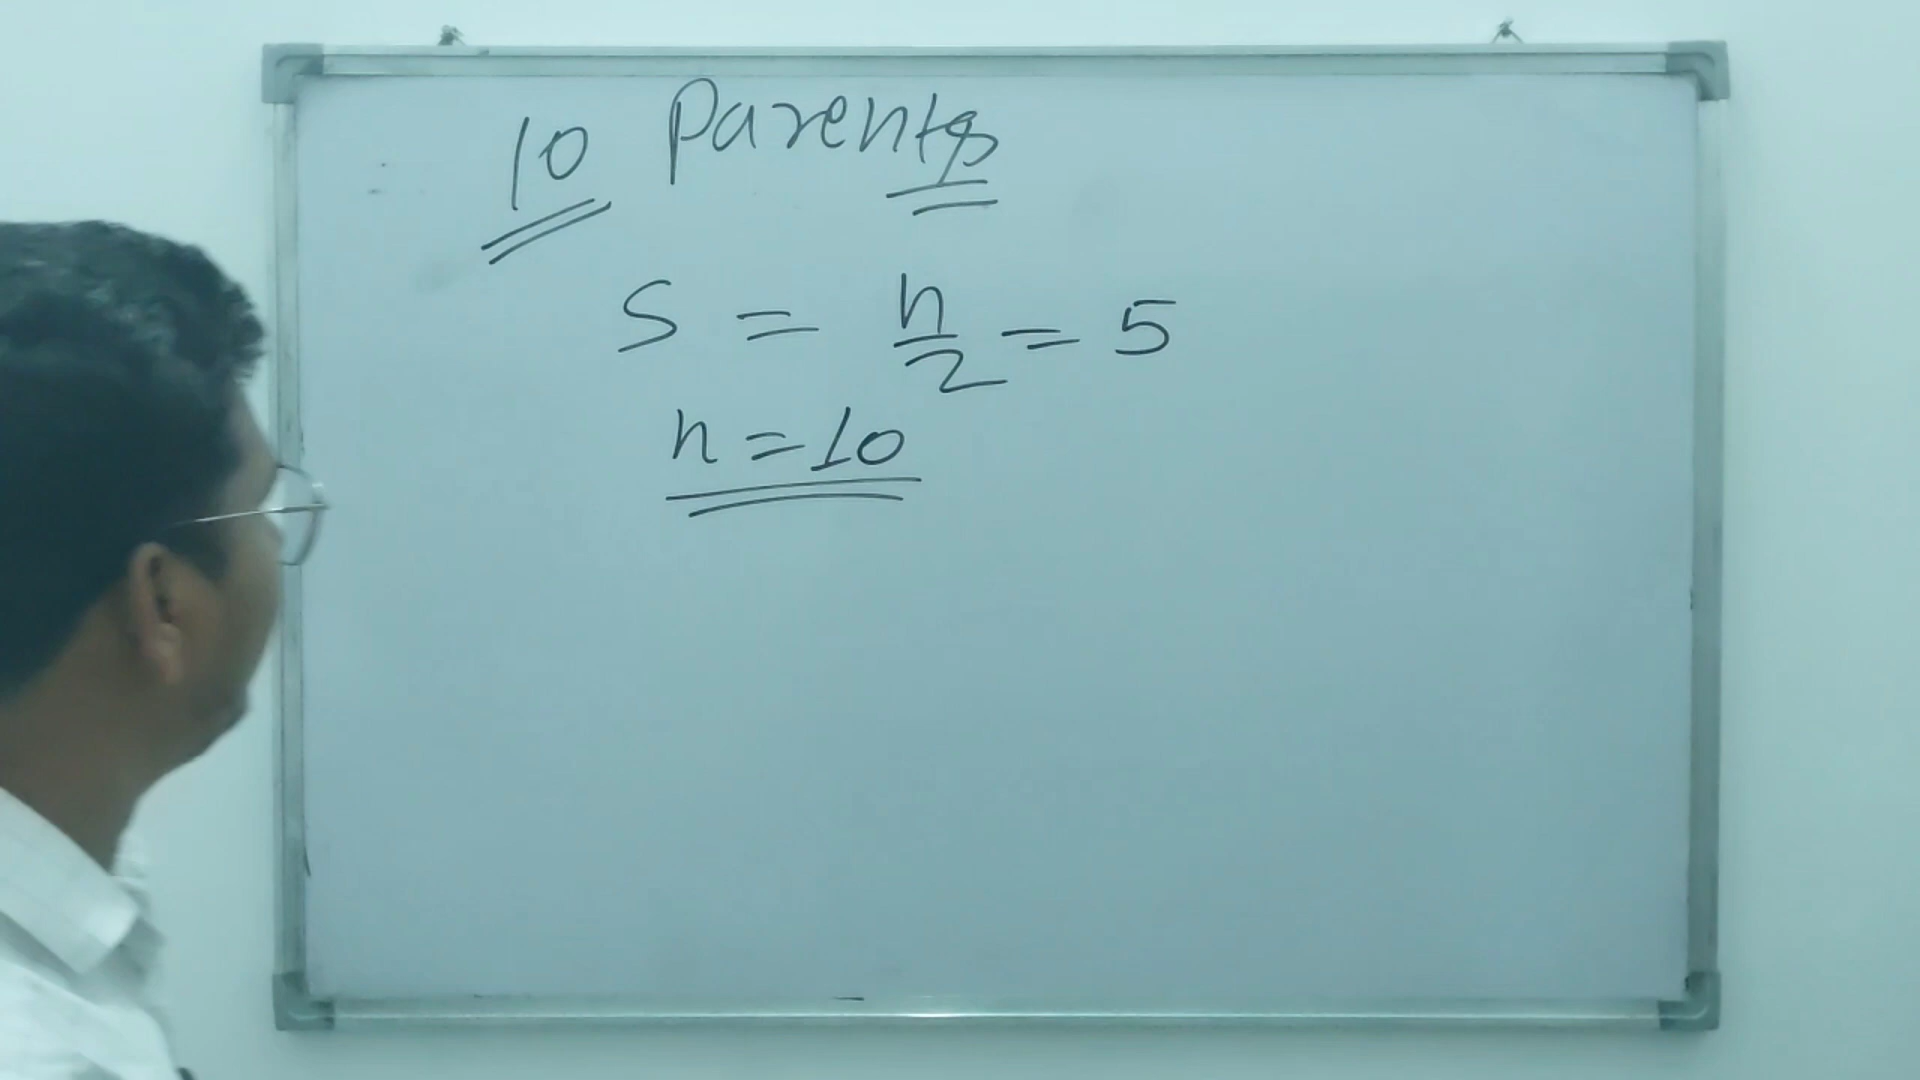 10 Parents
S = n/2 = 5
n = 10